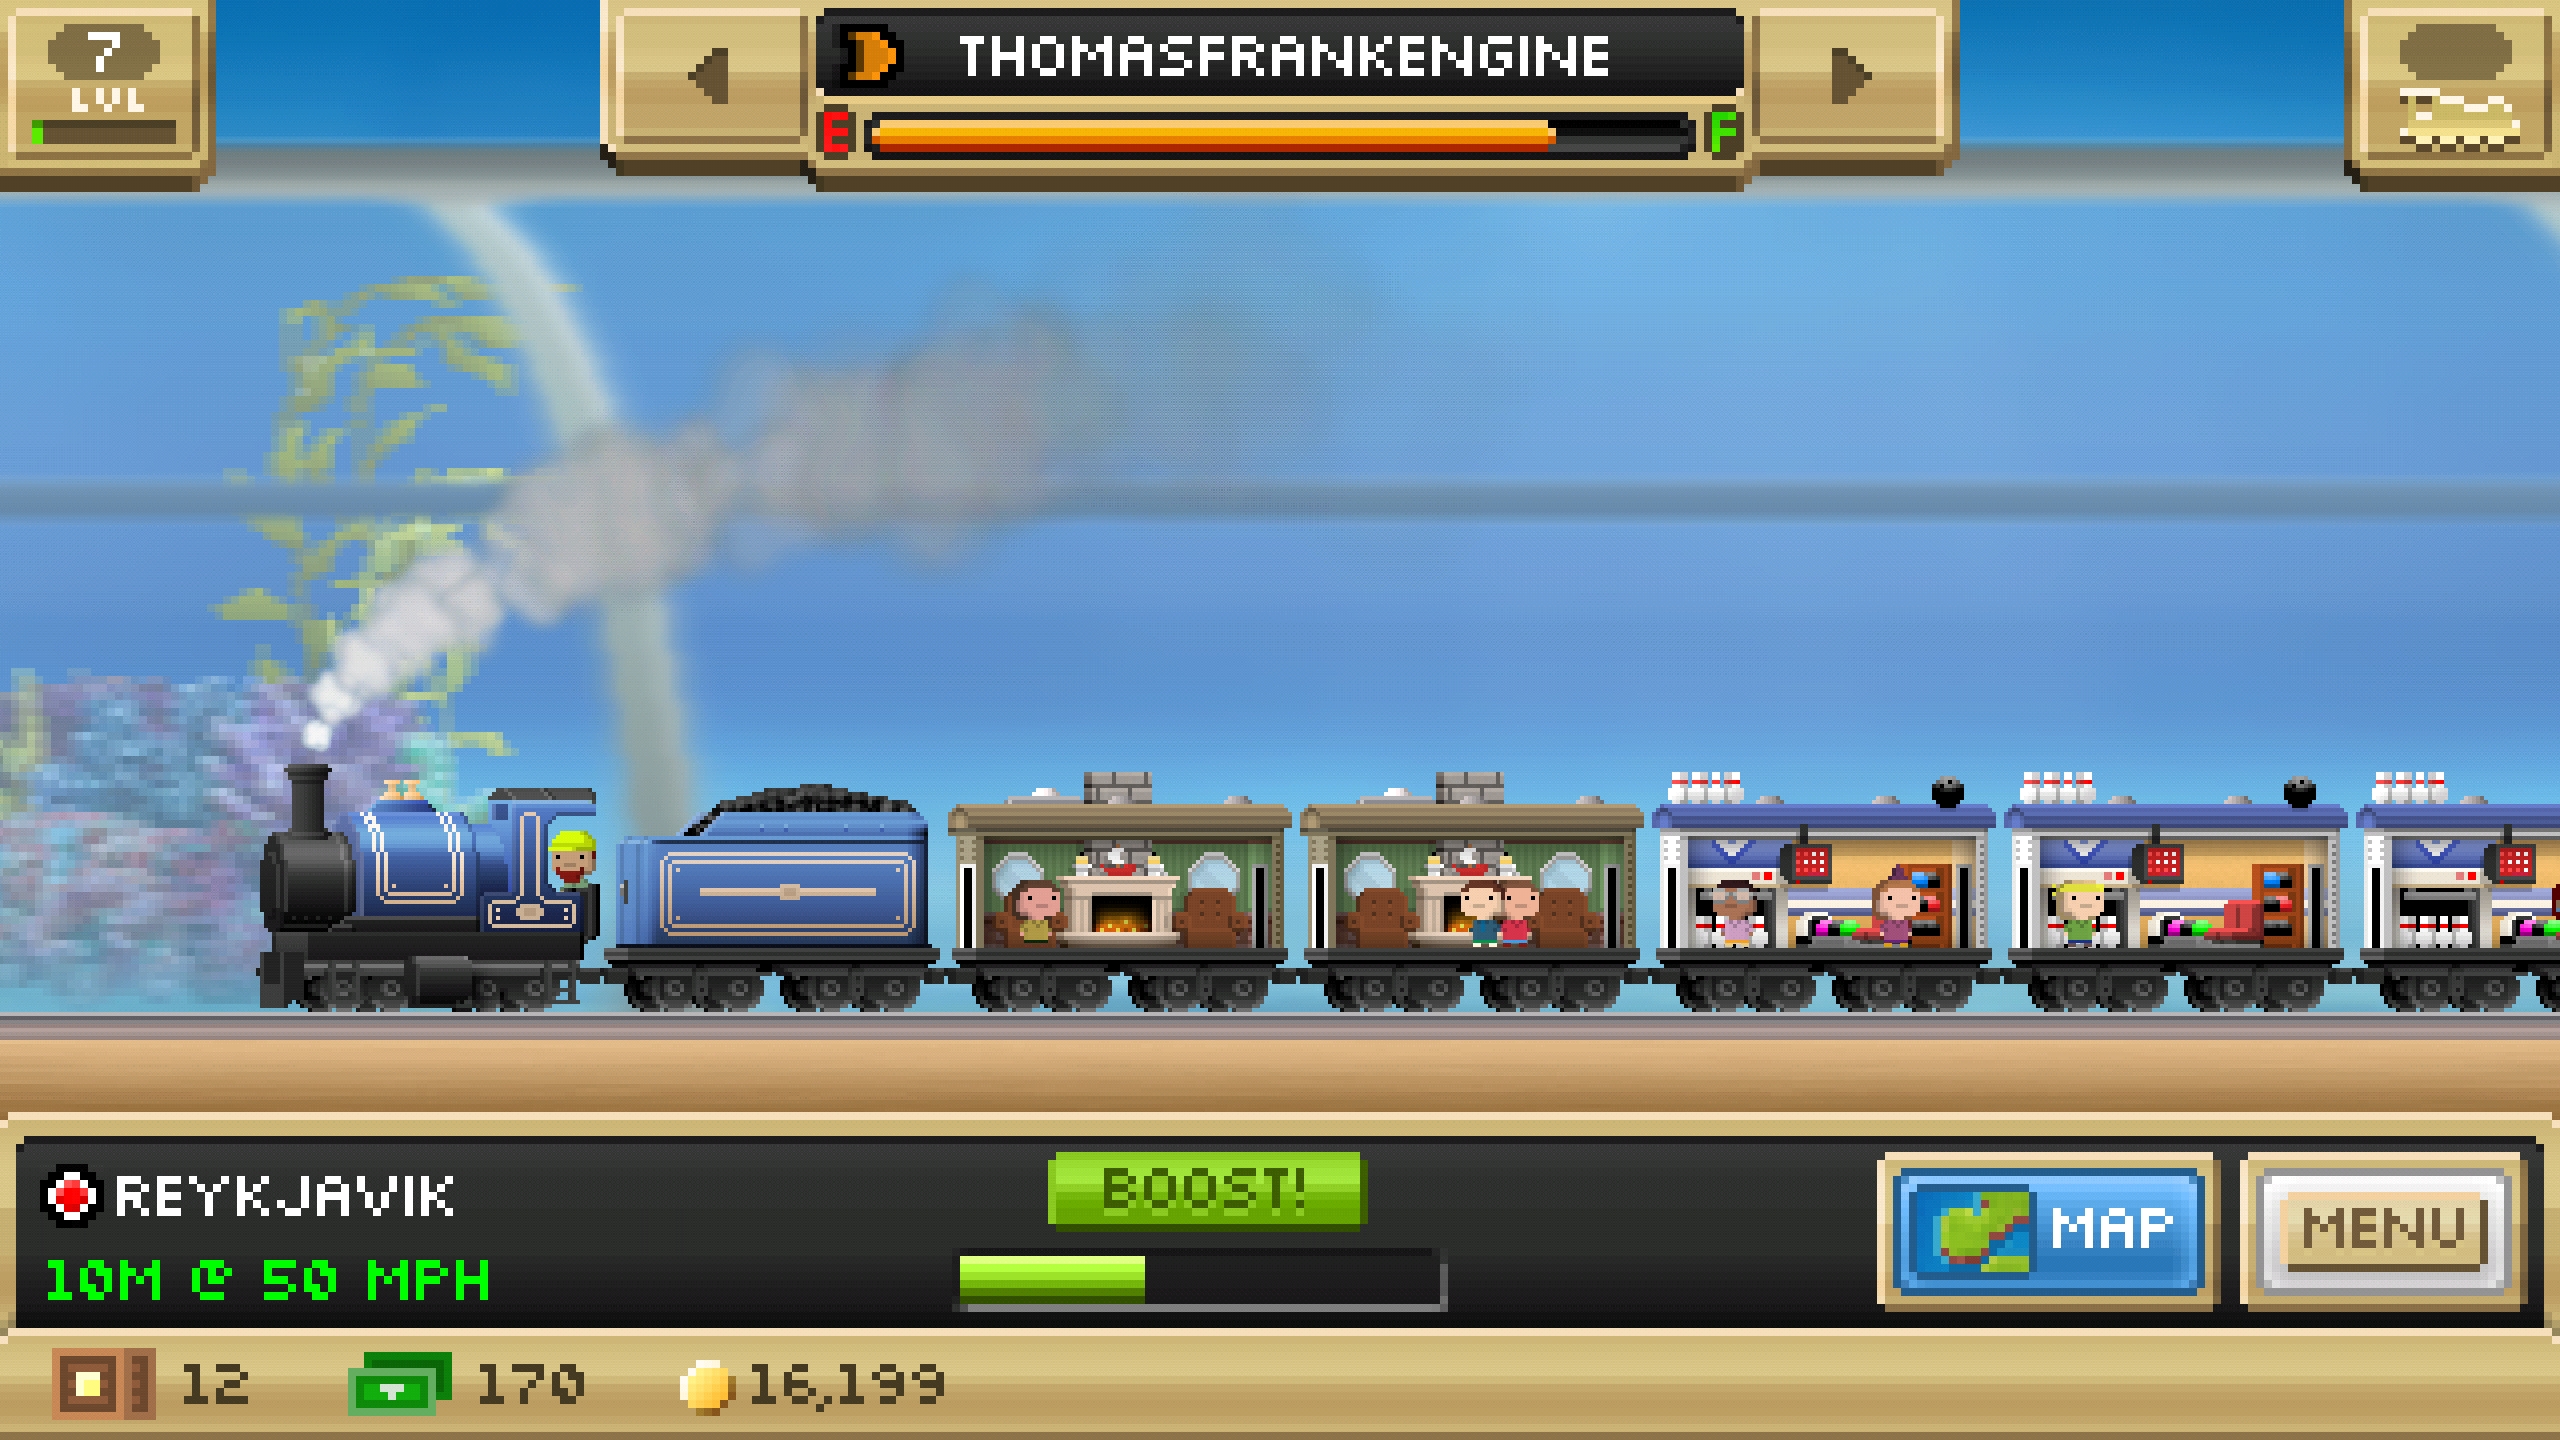 7
LVL
THOMASFRANKENGINE
E
F
REYKJAVIK
10M @ 50 MPH
BOOST!
MAP
MENU
12
170
16,199